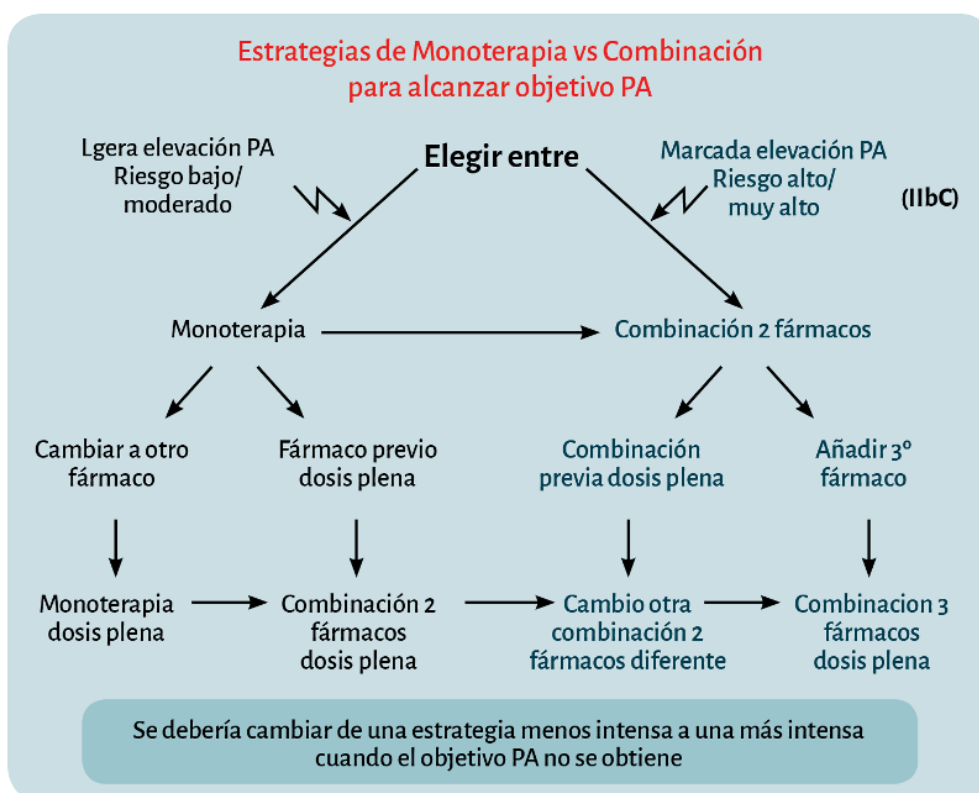 Estrategias de Monoterapia vs Combinación
para alcanzar objetivo PA
Lgera elevación PA
Riesgo bajo/
moderado
Elegir entre
Marcada elevación PA
Riesgo alto/
muy alto
(IIbC)
Monoterapia
Combinación 2 fármacos
Cambiar a otro
fármaco
Fármaco previo
dosis plena
Combinación
previa dosis plena
Añadir 3º
fármaco
Monoterapia
dosis plena
Combinación 2
fármacos
dosis plena
Cambio otra
combinación 2
fármacos diferente
Combinacion 3
fármacos
dosis plena
Se debería cambiar de una estrategia menos intensa a una más intensa
cuando el objetivo PA no se obtiene